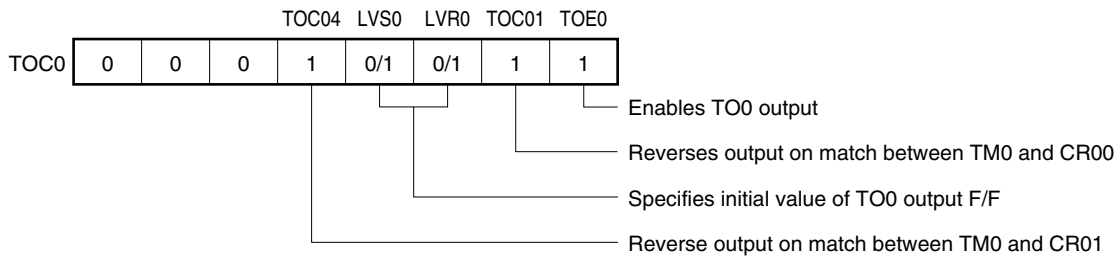 TOC04 LVS0 LVR0 TOC01 TOE0
TOC0 0 0 0 1 0/1 0/1 1 1
Enables TO0 output
Reverses output on match between TM0 and CR00
Specifies initial value of TO0 output F/F
Reverse output on match between TM0 and CR01